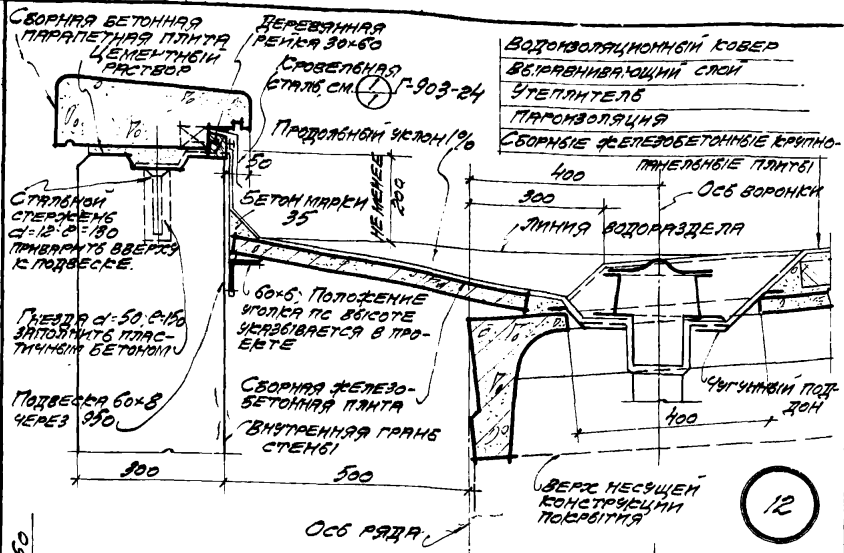 СБОРНАЯ БЕТОННАЯ
ПАРАПЕТНАЯ ПЛИТА
ЦЕМЕНТНЫЙ
РАСТВОР
ДЕРЕВЯННАЯ
РЕЙКА 30×60
КРОВЕЛЬНАЯ
СТАЛЬ, СМ. 1/1 Г-903-24
ВОДОИЗОЛЯЦИОННЫЙ КОВЕР
ВЫРАВНИВАЮЩИЙ СЛОЙ
УТЕПЛИТЕЛЬ
ПАРОИЗОЛЯЦИЯ
СБОРНЫЕ ЖЕЛЕЗОБЕТОННЫЕ КРУПНО-
ПАНЕЛЬНЫЕ ПЛИТЫ
ПРОДОЛЬНЫЙ УКЛОН 1%
50
НЕ МЕНЕЕ
200
400
300
ОСЬ ВОРОНКИ
ЛИНИЯ ВОДОРАЗДЕЛА
БЕТОН МАРКИ
35
СТАЛЬНОЙ
СТЕРЖЕНЬ
d=12 ℓ=180
ПРИВАРИТЬ ВВЕРХУ
К ПОДВЕСКЕ.
60×6; ПОЛОЖЕНИЕ
УГОЛКА ПО ВЫСОТЕ
УКАЗЫВАЕТСЯ В ПРО-
ЕКТЕ
ГНЕЗДА d=50, ℓ=150
ЗАПОЛНИТЬ ПЛАС-
ТИЧНЫМ БЕТОНОМ
СБОРНАЯ ЖЕЛЕЗО-
БЕТОННАЯ ПЛИТА
ПОДВЕСКА 60×8
ЧЕРЕЗ 950
ВНУТРЕННЯЯ ГРАНЬ
СТЕНЫ
ЧУГУННЫЙ ПОД-
ДОН
400
300
500
ВЕРХ НЕСУЩЕЙ
КОНСТРУКЦИИ
ПОКРЫТИЯ
12
ОСЬ РЯДА